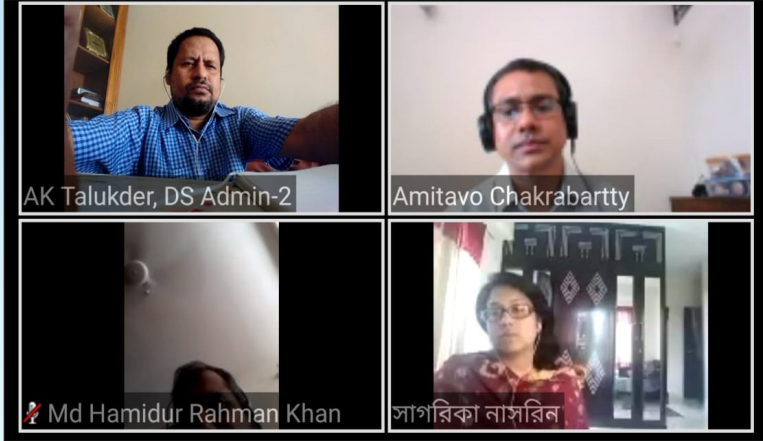 AK Talukder, DS Admin-2
Amitavo Chakrabartty
Md Hamidur Rahman Khan
সাগরিকা নাসরিন